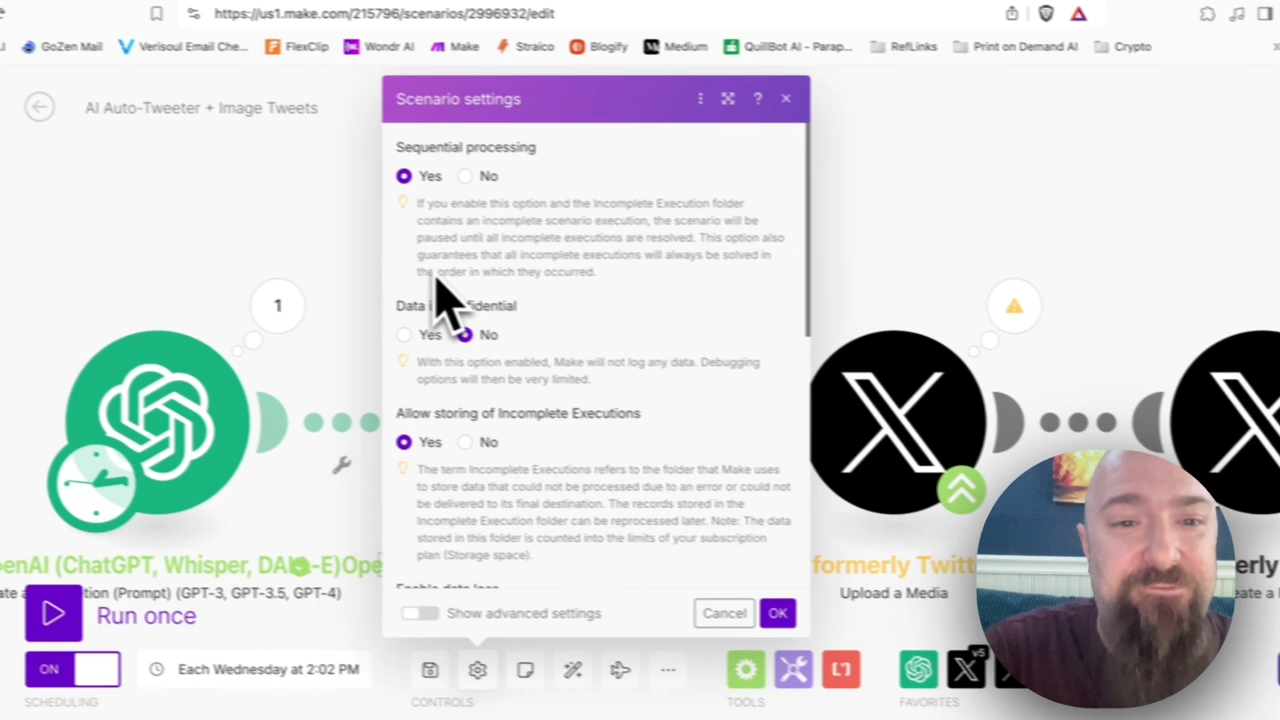 https://us1.make.com/215796/scenarios/2996932/edit
GoZen Mail
Verisoul Email Che...
FlexClip
Wondr AI
Make
Straico
Blogify
Medium
QuillBot AI - Parap...
RefLinks
Print on Demand AI
Crypto
AI Auto-Tweeter + Image Tweets
Scenario settings
Sequential processing
Yes No
If you enable this option and the Incomplete Execution folder
contains an incomplete scenario execution, the scenario will be
paused until all incomplete executions are resolved. This option also
guarantees that all incomplete executions will always be solved in
the order in which they occurred.
Data
Yes No
With this option enabled, Make will not log any data. Debugging
options will then be very limited.
Allow storing of Incomplete Executions
Yes No
The term Incomplete Executions refers to the folder that Make uses
to store data that could not be processed due to an error or could not
be delivered to its final destination. The records stored in the
Incomplete Execution folder can be reprocessed later. Note: The data
stored in this folder is counted into the limits of your subscription
plan (Storage space).
Show advanced settings
Cancel
OK
1
enAI (ChatGPT, Whisper, DALL-E)
(Prompt) (GPT-3, GPT-3.5, GPT-4)
formerly Twitt
Upload a Media
Run once
ON
Each Wednesday at 2:02 PM
SCHEDULING
CONTROLS
TOOLS
v5
FAVORITES